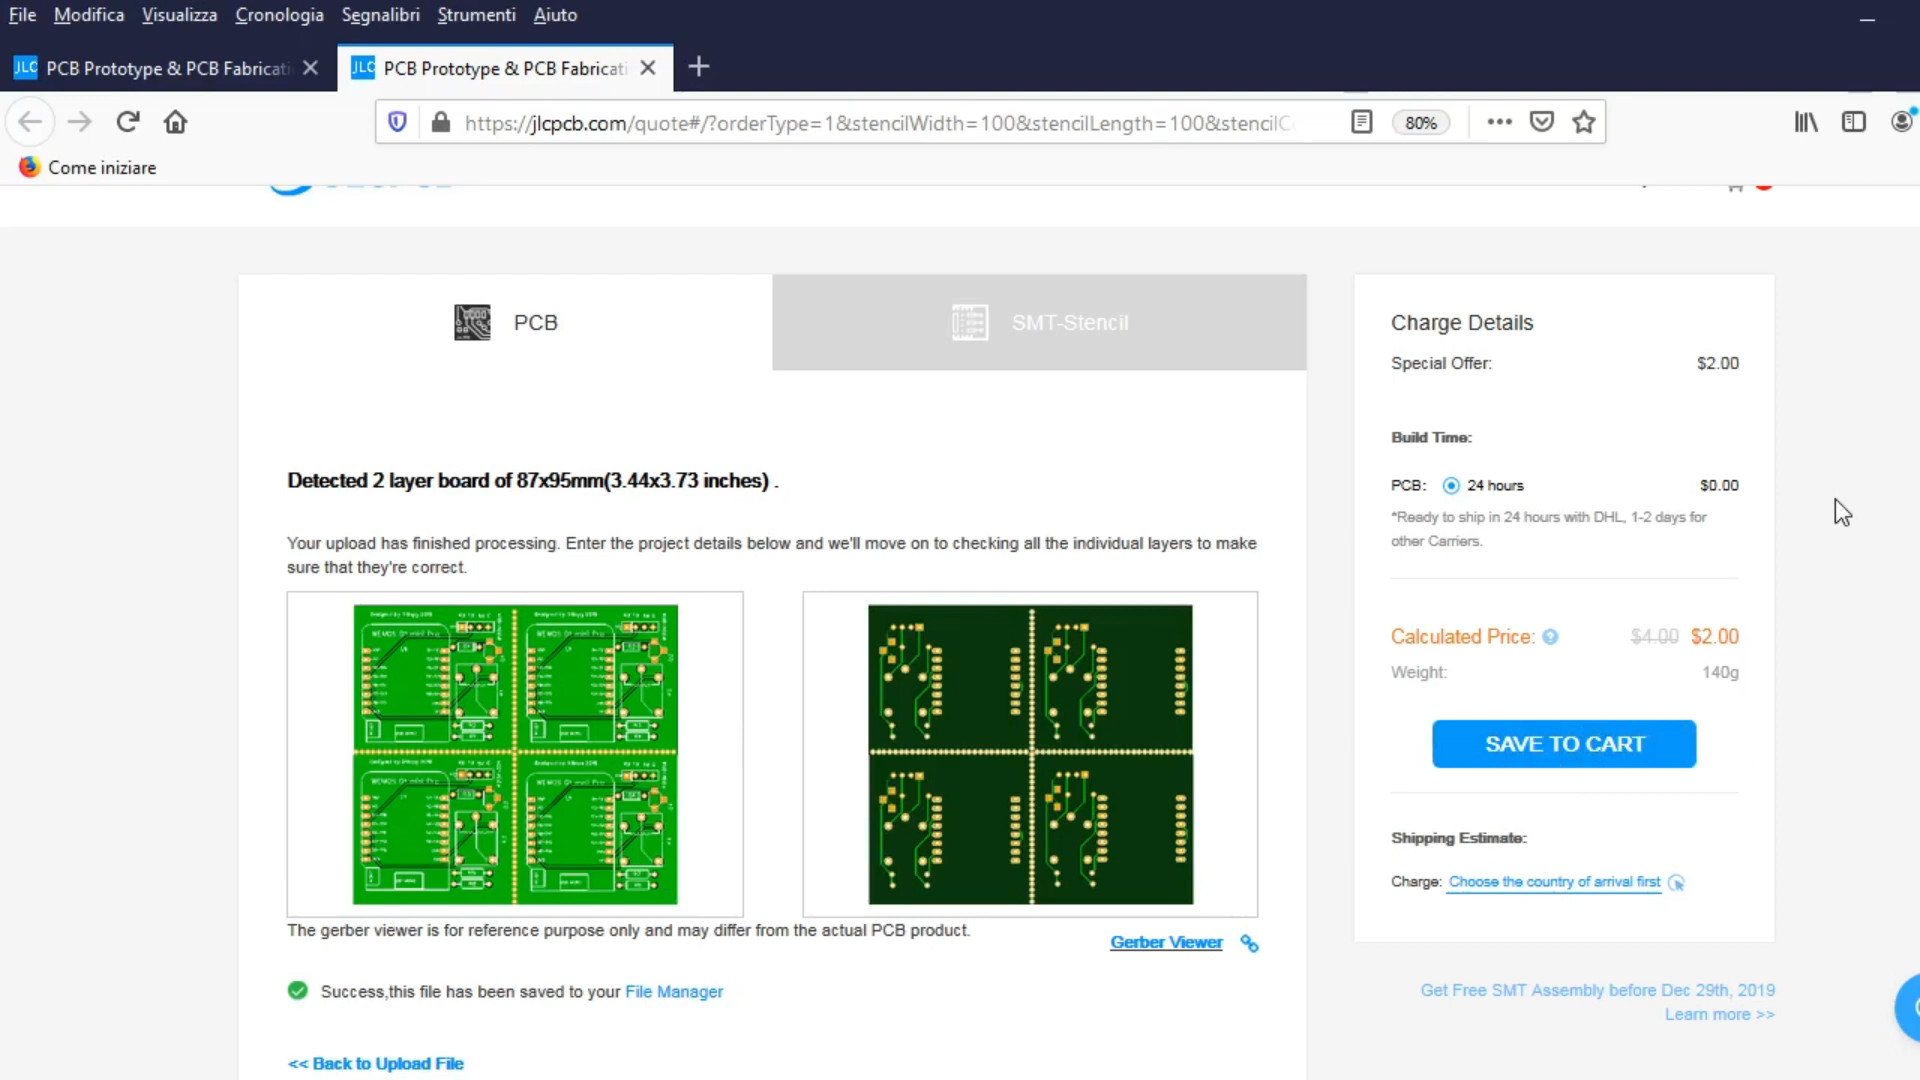 File Modifica Visualizza Cronologia Segnalibri Strumenti Aiuto
JLC PCB Prototype & PCB Fabricati
JLC PCB Prototype & PCB Fabricati
https://jlcpcb.com/quote#/?orderType=1&stencilWidth=100&stencilLength=100&stencilC
80%
Come iniziare
PCB
SMT-Stencil
Detected 2 layer board of 87x95mm(3.44x3.73 inches) .
Your upload has finished processing. Enter the project details below and we'll move on to checking all the individual layers to make
sure that they're correct.
The gerber viewer is for reference purpose only and may differ from the actual PCB product.
Gerber Viewer
Success,this file has been saved to your File Manager
<< Back to Upload File
Charge Details
Special Offer: $2.00
Build Time:
PCB: 24 hours $0.00
*Ready to ship in 24 hours with DHL, 1-2 days for
other Carriers.
Calculated Price: ? $4.00 $2.00
Weight: 140g
SAVE TO CART
Shipping Estimate:
Charge: Choose the country of arrival first
Get Free SMT Assembly before Dec 29th, 2019
Learn more >>